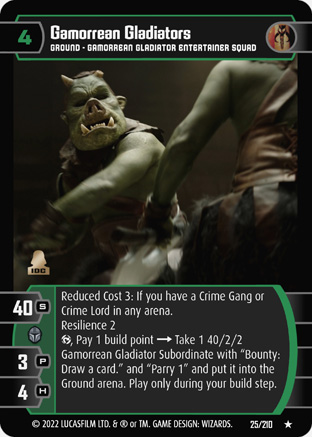 4
Gamorrean Gladiators
GROUND - GAMORREAN GLADIATOR ENTERTAINER SQUAD
IDC
40 S
3 P
4 H
Reduced Cost 3: If you have a Crime Gang or
Crime Lord in any arena.
Resilience 2
, Pay 1 build point → Take 1 40/2/2
Gamorrean Gladiator Subordinate with “Bounty:
Draw a card.” and “Parry 1” and put it into the
Ground arena. Play only during your build step.
© 2022 LUCASFILM LTD. & ® or TM. GAME DESIGN: WIZARDS.
25/210 ★